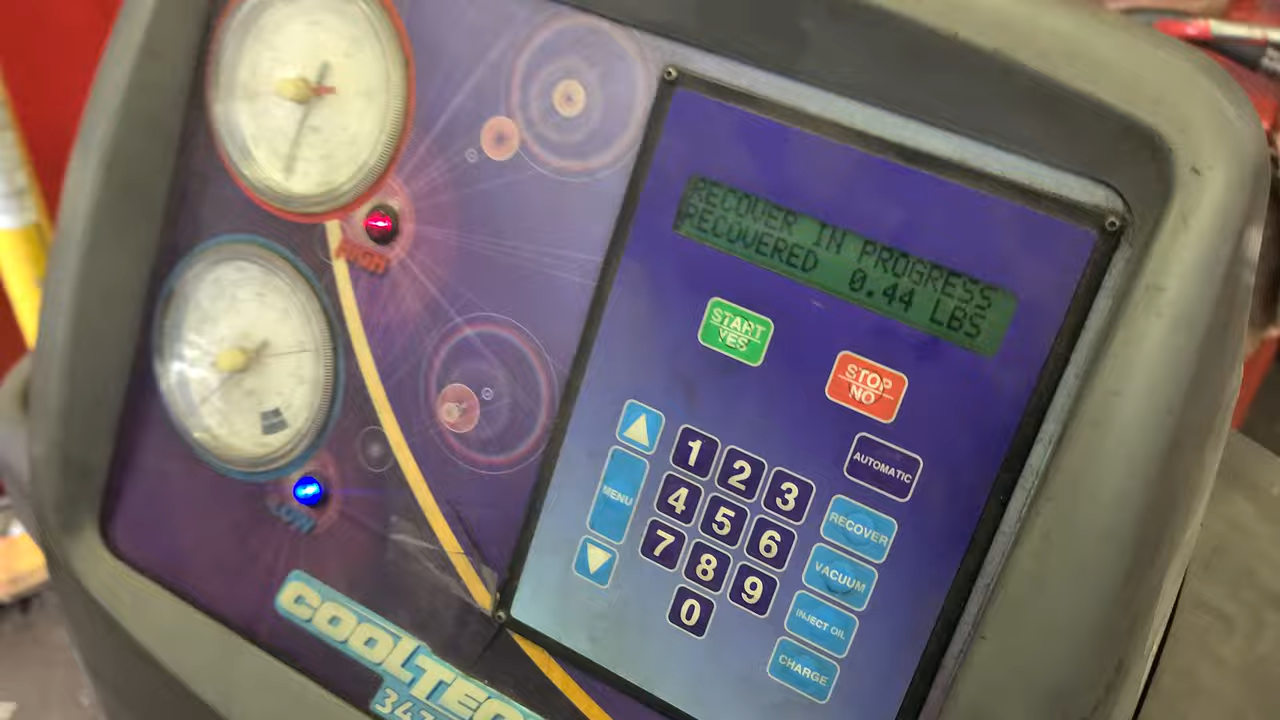 HIGH
RECOVER IN PROGRESS
RECOVERED 0.44 LBS
START
YES
STOP
NO
AUTOMATIC
MENU
1 2 3
4 5 6
7 8 9
0
RECOVER
VACUUM
INJECT OIL
CHARGE
LOW